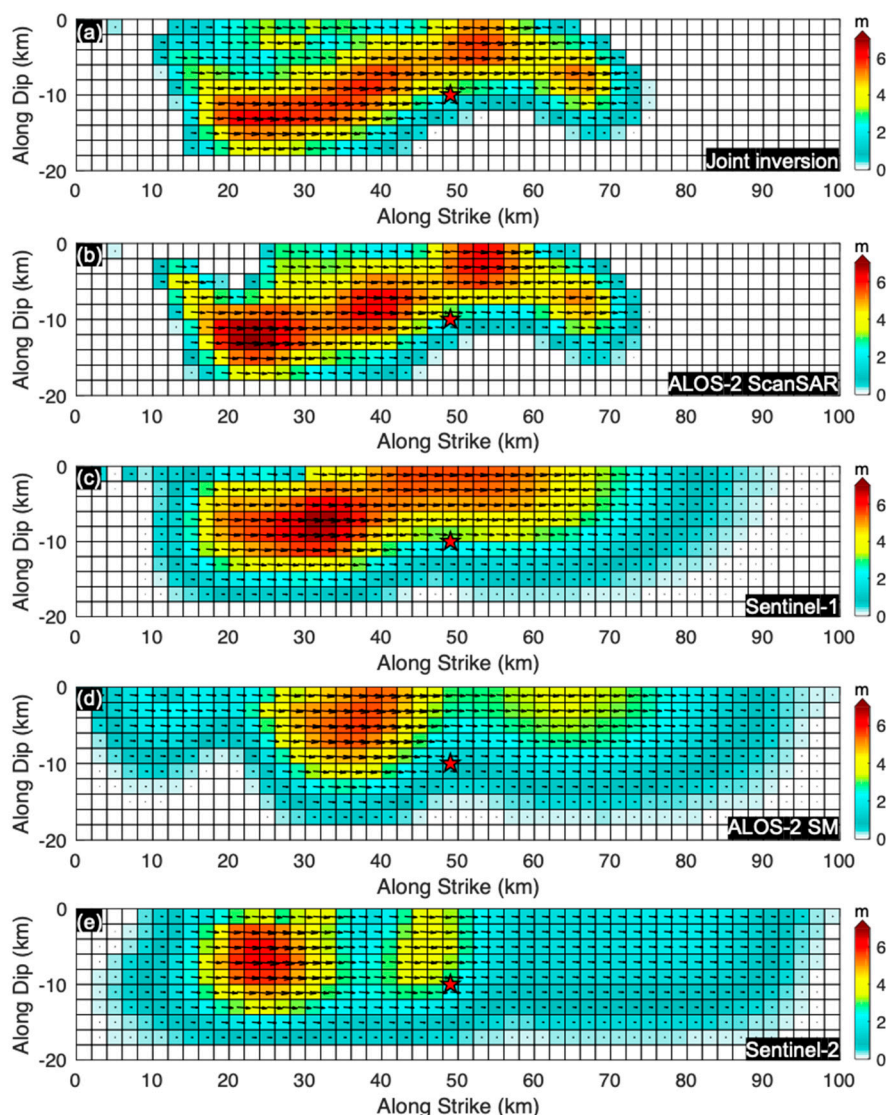 (a)
Along Dip (km)
0
-10
-20
0 10 20 30 40 50 60 70 80 90 100
Along Strike (km)
Joint inversion
m
6
4
2
0
(b)
Along Dip (km)
0
-10
-20
0 10 20 30 40 50 60 70 80 90 100
Along Strike (km)
ALOS-2 ScanSAR
m
6
4
2
0
(c)
Along Dip (km)
0
-10
-20
0 10 20 30 40 50 60 70 80 90 100
Along Strike (km)
Sentinel-1
m
6
4
2
0
(d)
Along Dip (km)
0
-10
-20
0 10 20 30 40 50 60 70 80 90 100
Along Strike (km)
ALOS-2 SM
m
6
4
2
0
(e)
Along Dip (km)
0
-10
-20
0 10 20 30 40 50 60 70 80 90 100
Along Strike (km)
Sentinel-2
m
6
4
2
0